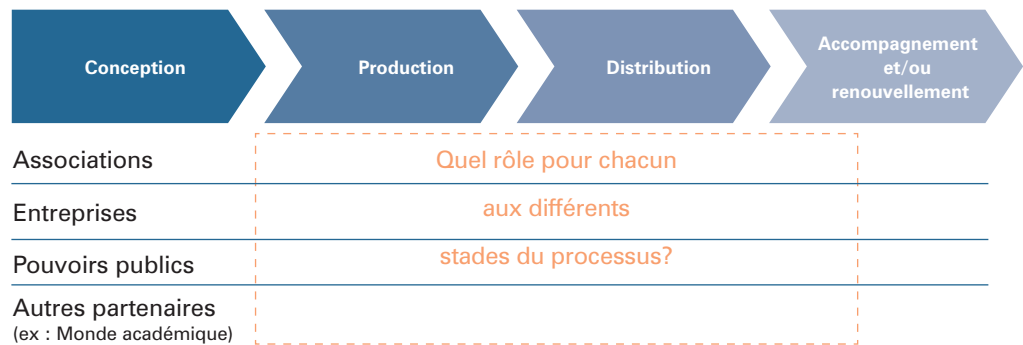 Conception
Production
Distribution
Accompagnement
et/ou
renouvellement
Associations
Quel rôle pour chacun
Entreprises
aux différents
Pouvoirs publics
stades du processus?
Autres partenaires
(ex : Monde académique)